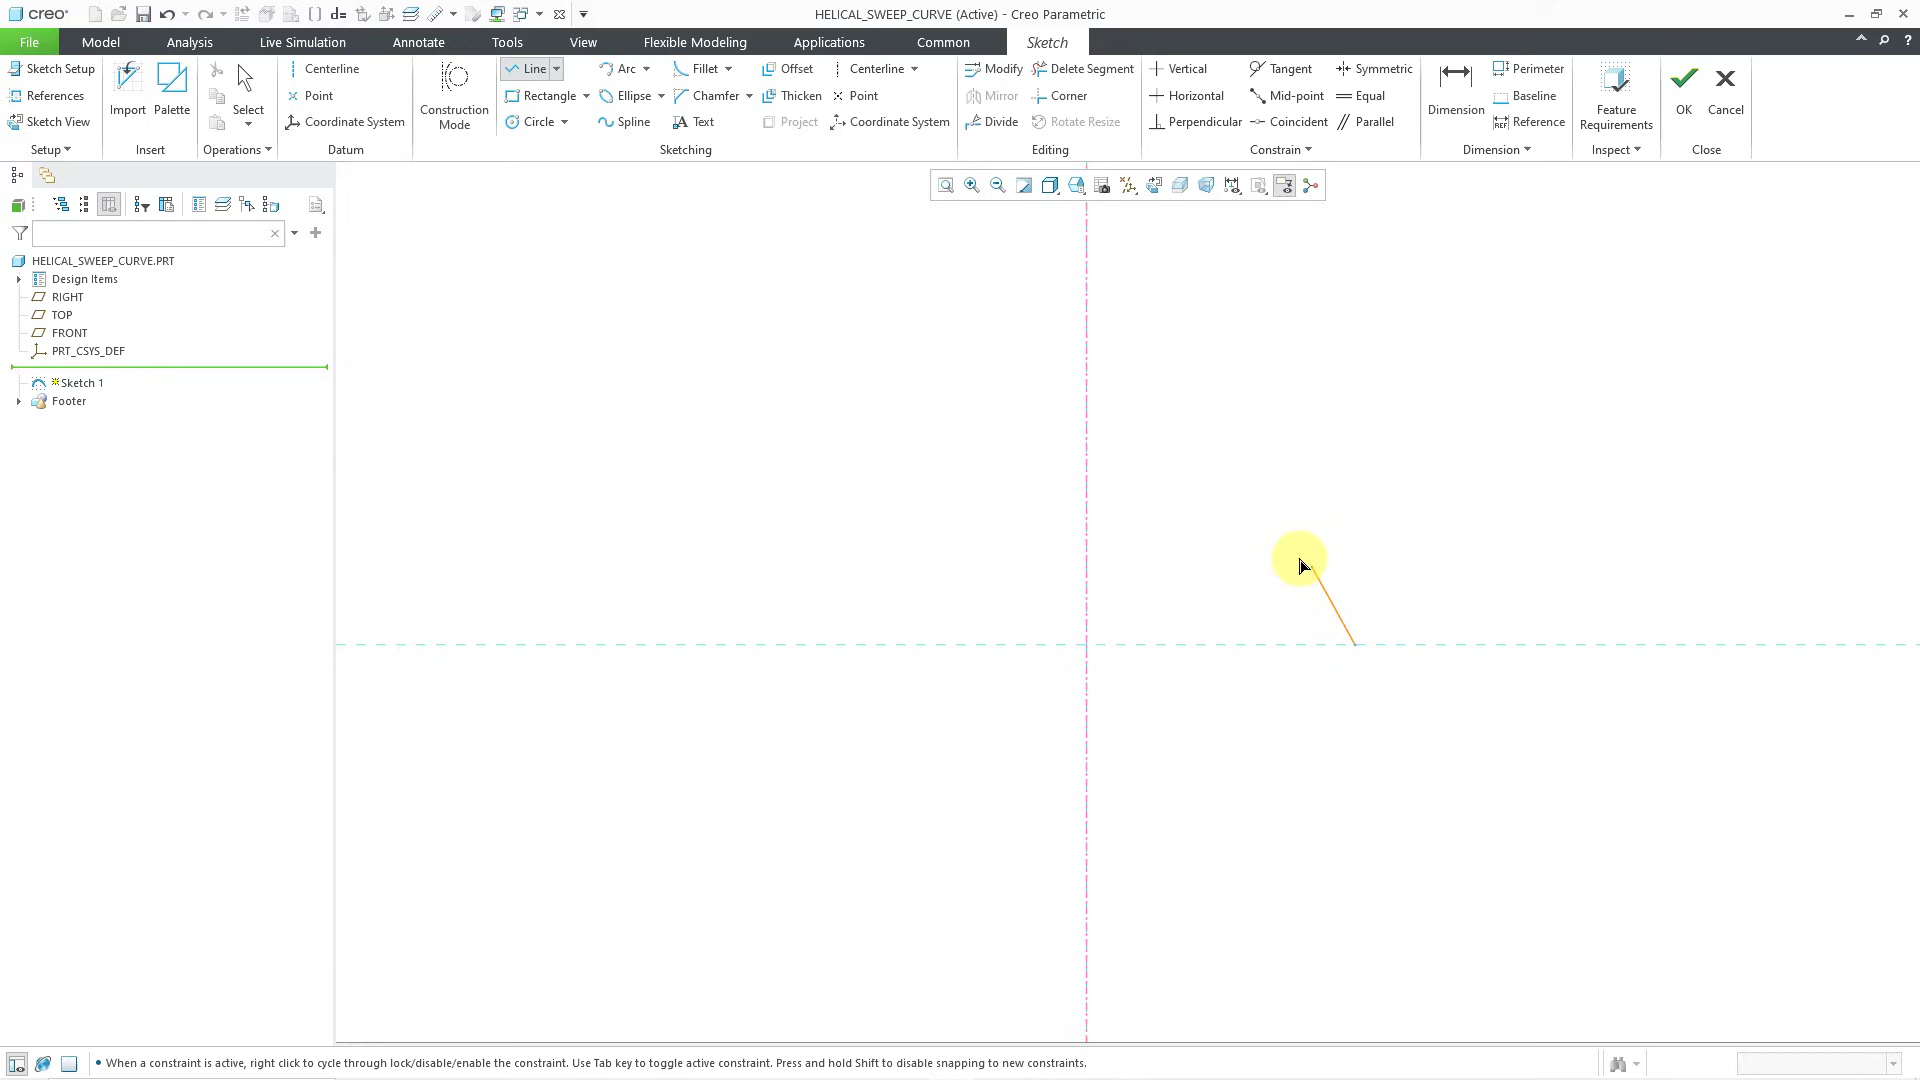 creo
HELICAL_SWEEP_CURVE (Active) - Creo Parametric
File Model Analysis Live Simulation Annotate Tools View Flexible Modeling Applications Common Sketch
Sketch Setup
References
Sketch View
Setup
Import Palette
Insert
Select
Operations
Centerline
Point
Coordinate System
Datum
Construction
Mode
Line Arc Fillet Offset Centerline
Rectangle Ellipse Chamfer Thicken Point
Circle Spline Text Project Coordinate System
Sketching
Modify Delete Segment
Mirror Corner
Divide Rotate Resize
Editing
Vertical Tangent Symmetric
Horizontal Mid-point Equal
Perpendicular Coincident Parallel
Constrain
Dimension
Perimeter
Baseline
Reference
Dimension
Feature
Requirements
Inspect
OK Cancel
Close
HELICAL_SWEEP_CURVE.PRT
Design Items
RIGHT
TOP
FRONT
PRT_CSYS_DEF
Sketch 1
Footer
When a constraint is active, right click to cycle through lock/disable/enable the constraint. Use Tab key to toggle active constraint. Press and hold Shift to disable snapping to new constraints.